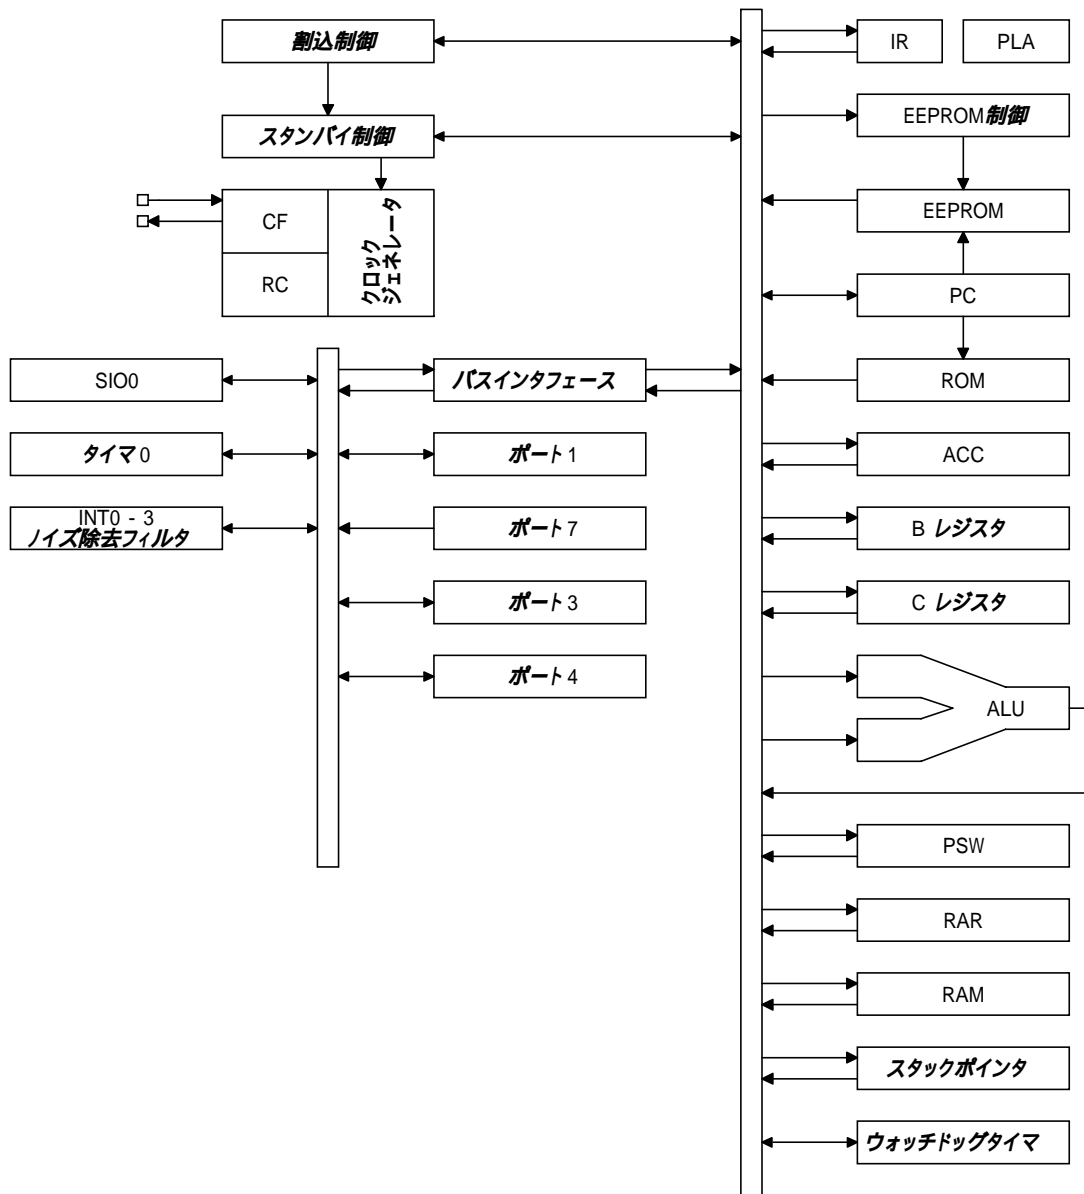 割込制御
IR
PLA
スタンバイ制御
EEPROM制御
CF
RC
クロック
ジェネレータ
EEPROM
PC
SIO0
バスインタフェース
ROM
タイマ 0
ポート 1
ACC
INT0 - 3
ノイズ除去フィルタ
ポート 7
B レジスタ
ポート 3
C レジスタ
ポート 4
ALU
PSW
RAR
RAM
スタックポインタ
ウォッチドッグタイマ